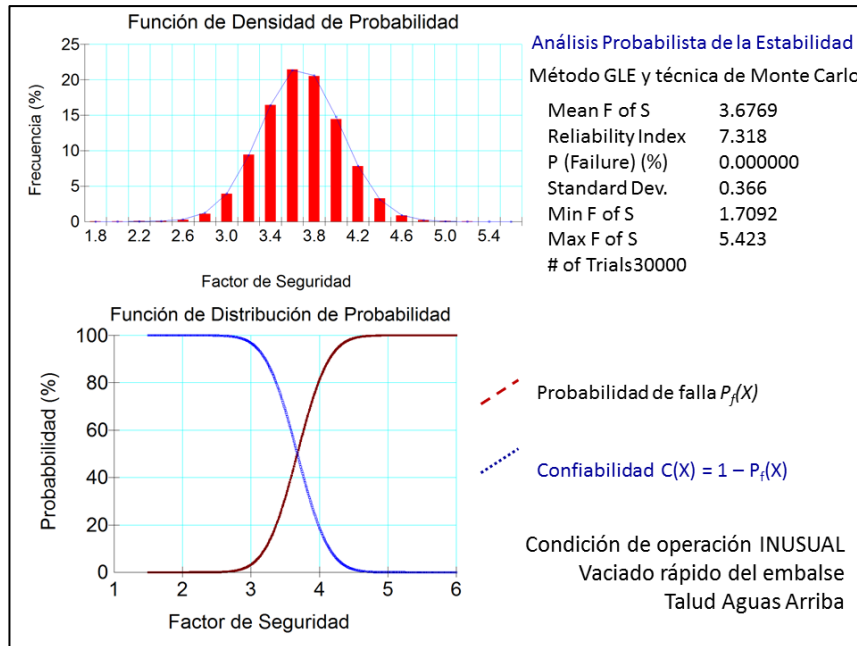 Función de Densidad de Probabilidad
25
20
15
10
5
0
Frecuencia (%)
1.8 2.2 2.6 3.0 3.4 3.8 4.2 4.6 5.0 5.4
Factor de Seguridad
Análisis Probabilista de la Estabilidad
Método GLE y técnica de Monte Carlo
Mean F of S 3.6769
Reliability Index 7.318
P (Failure) (%) 0.000000
Standard Dev. 0.366
Min F of S 1.7092
Max F of S 5.423
# of Trials30000
Función de Distribución de Probabilidad
100
80
60
40
20
0
Probabbilidad (%)
1 2 3 4 5 6
Factor de Seguridad
Probabilidad de falla Pf(X)
Confiabilidad C(X) = 1 – Pf(X)
Condición de operación INUSUAL
Vaciado rápido del embalse
Talud Aguas Arriba